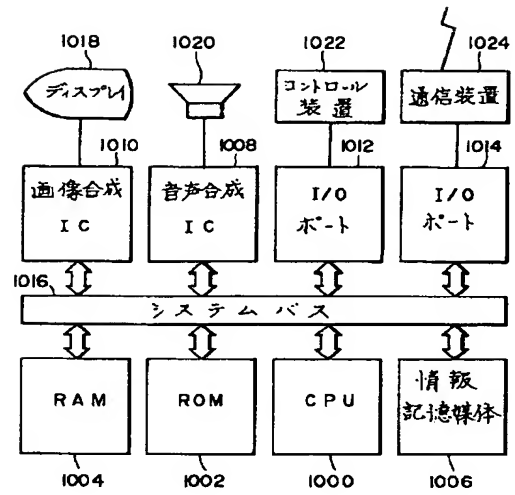 1018
1020
1022
1024
ディスプレイ
コントロール
装置
通信装置
1010
1008
1012
1014
画像合成
IC
音声合成
IC
I/O
ポート
I/O
ポート
1016
システムバス
RAM
ROM
CPU
情報
記憶媒体
1004
1002
1000
1006